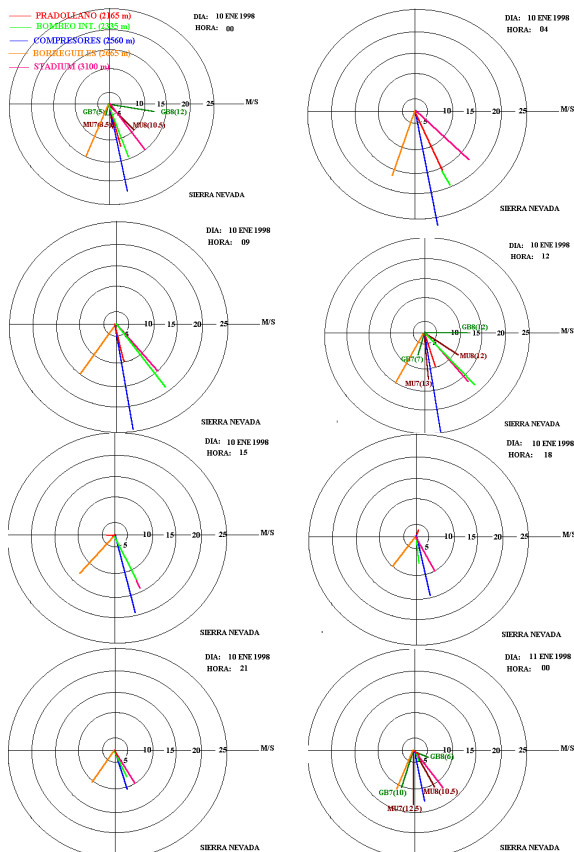 PRADOLLANO (2165 m)
BOMBEO INT. (2335 m)
COMPRESORES (2560 m)
BORREGUILES (2665 m)
STADIUM (3100 m)
DIA: 10 ENE 1998
HORA: 00
5 10 15 20 25 M/S
GB7(5)
GB8(12)
MU7(8.5)
MU8(10.5)
SIERRA NEVADA
DIA: 10 ENE 1998
HORA: 04
5 10 15 20 25 M/S
SIERRA NEVADA
DIA: 10 ENE 1998
HORA: 09
5 10 15 20 25 M/S
SIERRA NEVADA
DIA: 10 ENE 1998
HORA: 12
GB8(12)
5 10 15 20 25 M/S
MU8(12)
GB7(7)
MU7(13)
SIERRA NEVADA
DIA: 10 ENE 1998
HORA: 15
5 10 15 20 25 M/S
SIERRA NEVADA
DIA: 10 ENE 1998
HORA: 18
5 10 15 20 25 M/S
SIERRA NEVADA
DIA: 10 ENE 1998
HORA: 21
5 10 15 20 25 M/S
SIERRA NEVADA
DIA: 11 ENE 1998
HORA: 00
5 10 15 20 25 M/S
GB8(6)
GB7(10)
MU8(10.5)
MU7(12.5)
SIERRA NEVADA